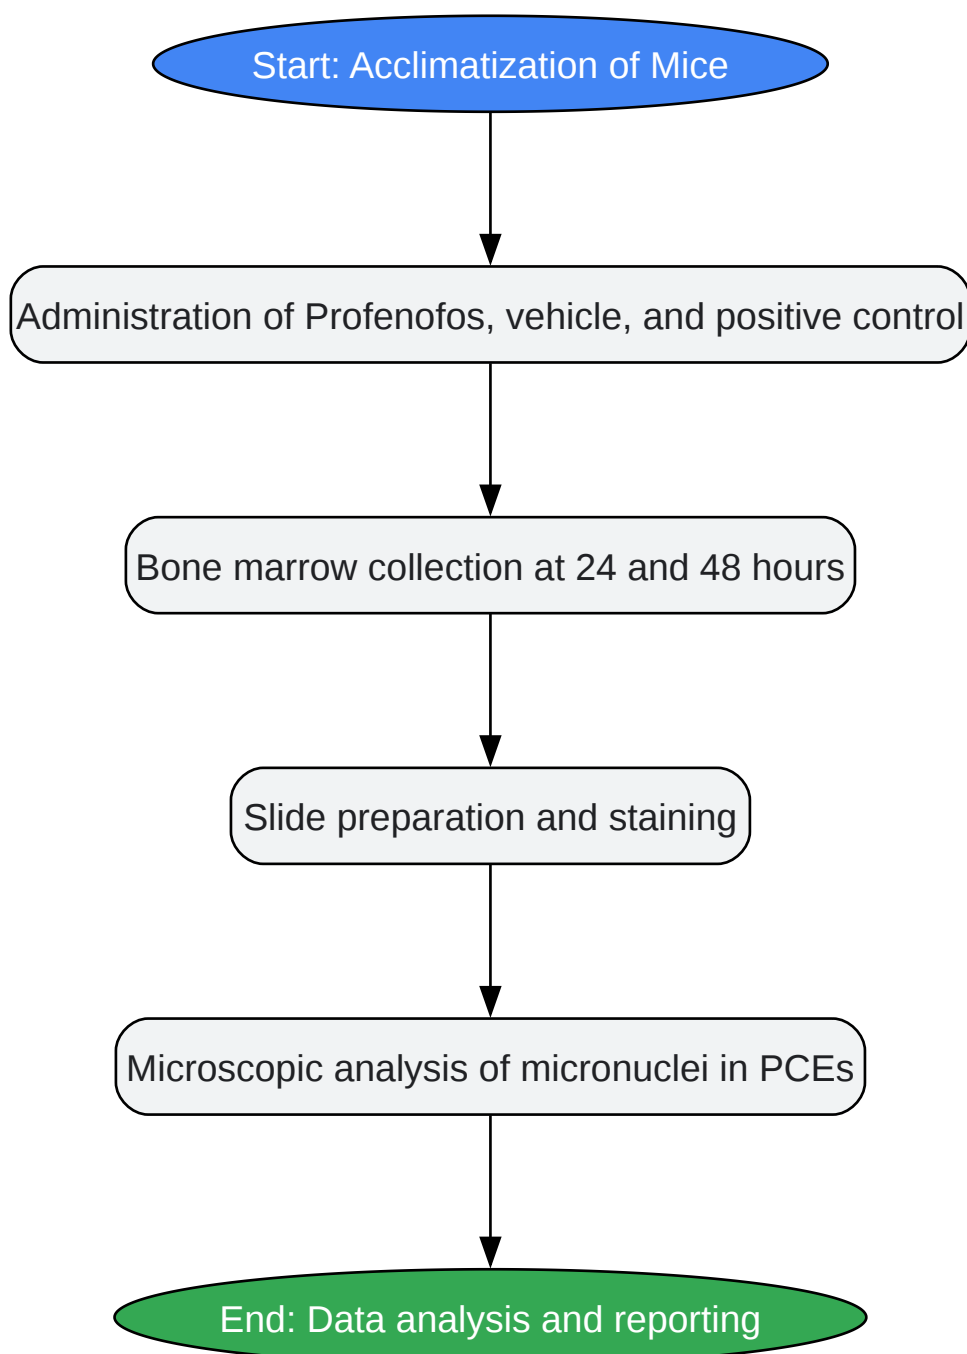 Start: Acclimatization of Mice
Administration of Profenofos, vehicle, and positive control
Bone marrow collection at 24 and 48 hours
Slide preparation and staining
Microscopic analysis of micronuclei in PCEs
End: Data analysis and reporting